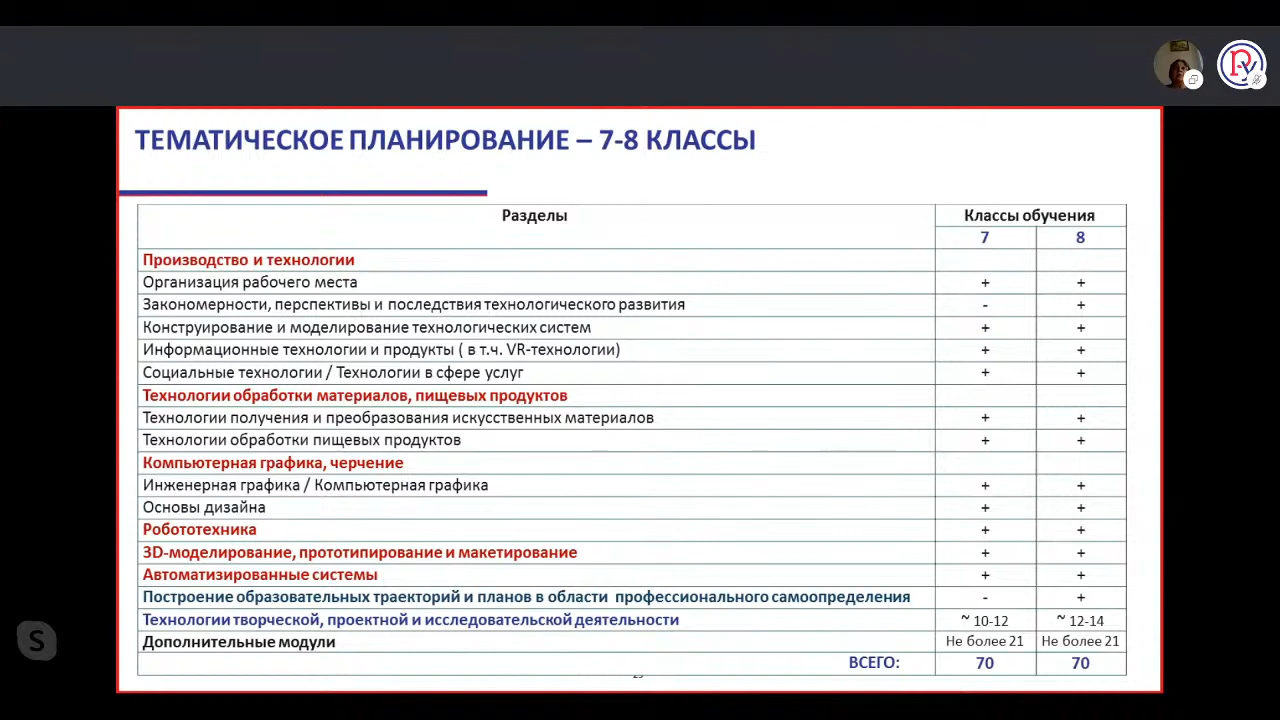 ТЕМАТИЧЕСКОЕ ПЛАНИРОВАНИЕ – 7-8 КЛАССЫ
Разделы Классы обучения
7 8
Производство и технологии
Организация рабочего места + +
Закономерности, перспективы и последствия технологического развития - +
Конструирование и моделирование технологических систем + +
Информационные технологии и продукты ( в т.ч. VR-технологии) + +
Социальные технологии / Технологии в сфере услуг + +
Технологии обработки материалов, пищевых продуктов
Технологии получения и преобразования искусственных материалов + +
Технологии обработки пищевых продуктов + +
Компьютерная графика, черчение
Инженерная графика / Компьютерная графика + +
Основы дизайна + +
Робототехника + +
3D-моделирование, прототипирование и макетирование + +
Автоматизированные системы + +
Построение образовательных траекторий и планов в области профессионального самоопределения - +
Технологии творческой, проектной и исследовательской деятельности ~ 10-12 ~ 12-14
Дополнительные модули Не более 21 Не более 21
ВСЕГО: 70 70
S